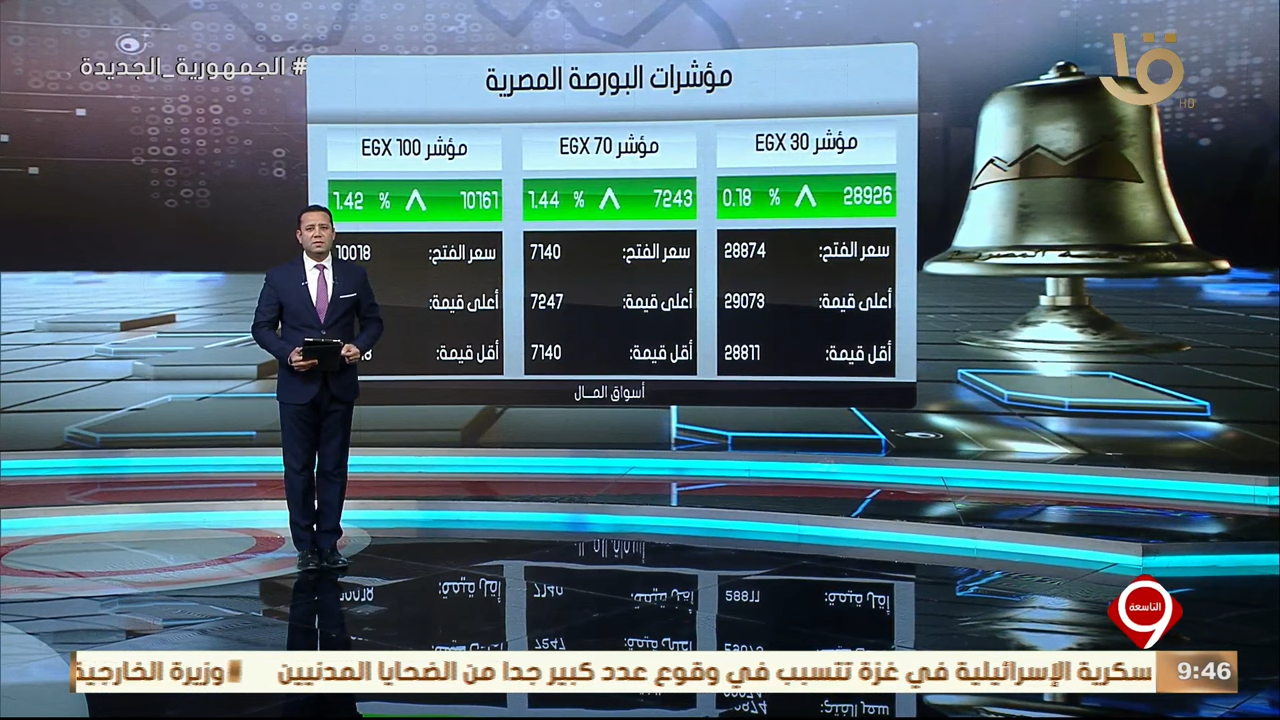 #الجمهورية_الجديدة
HD
مؤشرات البورصة المصرية
مؤشر EGX 30
28926 0.18 %
سعر الفتح: 28874
أعلى قيمة: 29073
أقل قيمة: 28811
مؤشر EGX 70
7243 1.44 %
سعر الفتح: 7140
أعلى قيمة: 7247
أقل قيمة: 7140
مؤشر EGX 100
10161 1.42 %
سعر الفتح: 10018
أعلى قيمة:
أقل قيمة:
أسواق المـال
التاسعة
9
9:46
سكرية الإسرائيلية في غزة تتسبب في وقوع عدد كبير جدا من الضحايا المدنيين وزيرة الخارجية